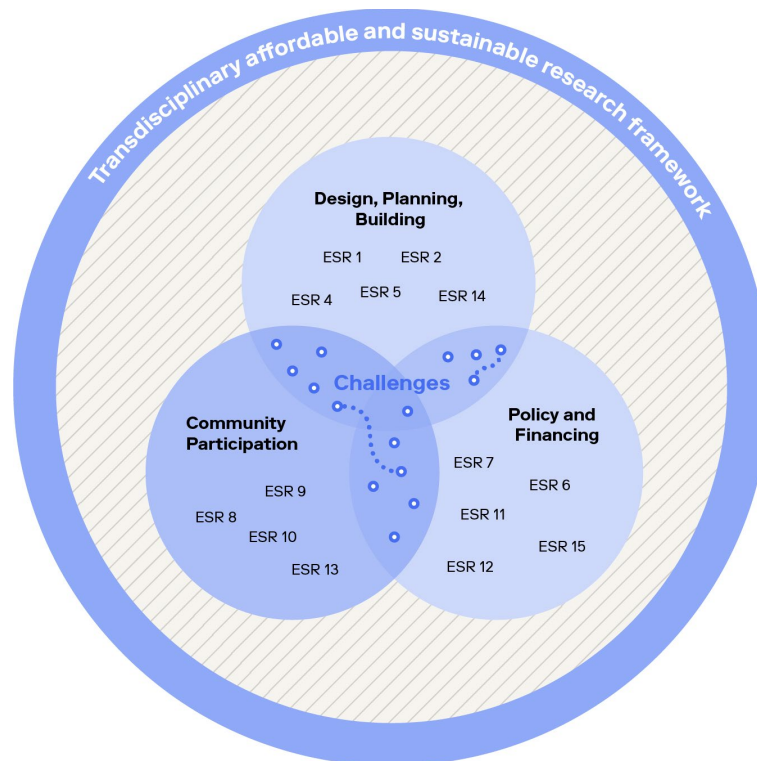 Transdisciplinary affordable and sustainable research framework
Design, Planning,
Building
ESR 1
ESR 2
ESR 4
ESR 5
ESR 14
Challenges
Community
Participation
ESR 9
ESR 8
ESR 10
ESR 13
Policy and
Financing
ESR 7
ESR 6
ESR 11
ESR 15
ESR 12